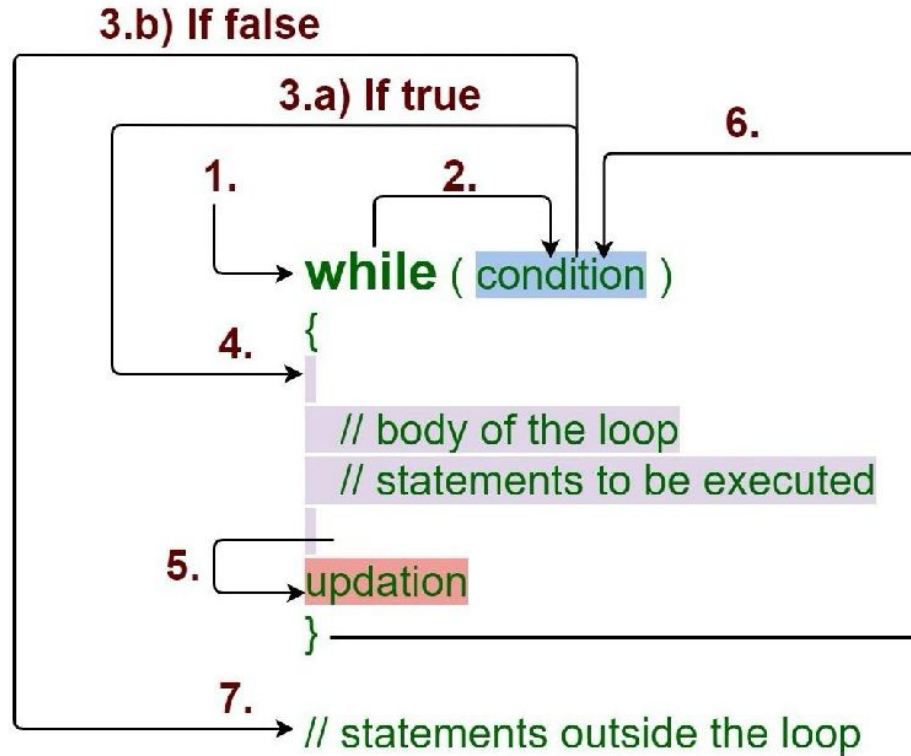 3.b) If false
3.a) If true
6.
1.
2.
while ( condition )
{
4.
// body of the loop
// statements to be executed
5.
updation
}
7.
// statements outside the loop